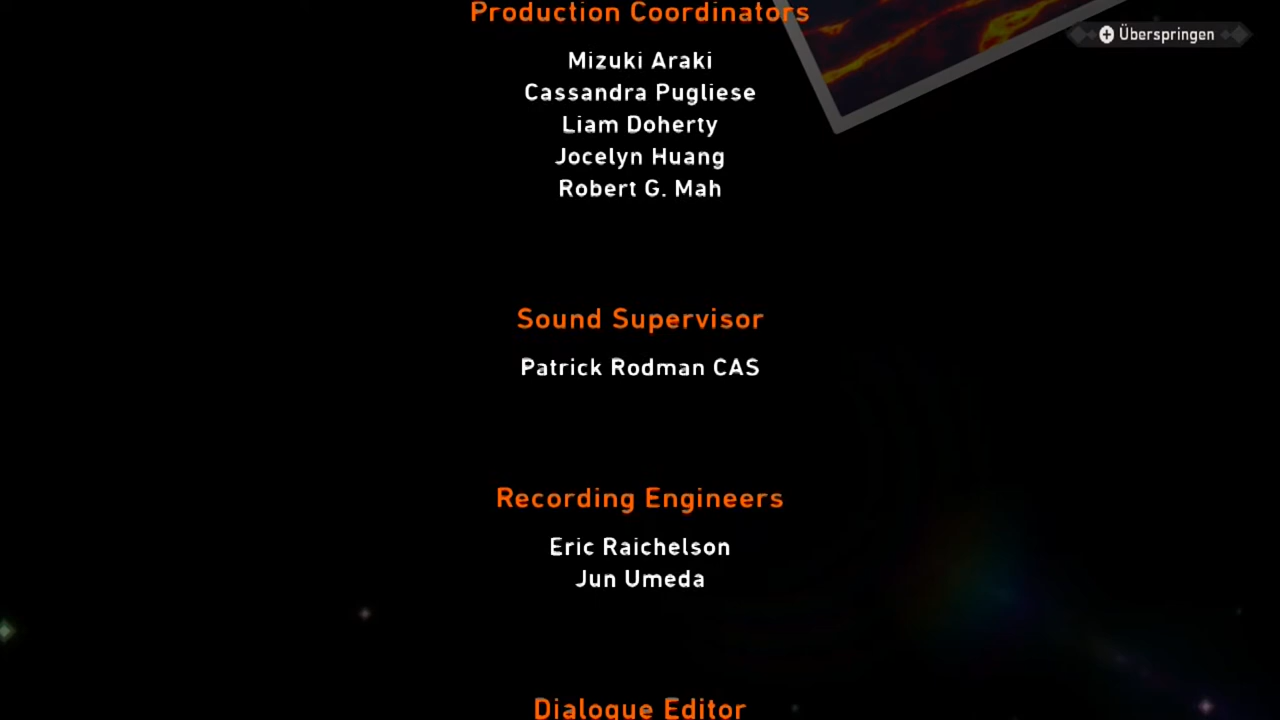 Production Coordinators
Überspringen
Mizuki Araki
Cassandra Pugliese
Liam Doherty
Jocelyn Huang
Robert G. Mah
Sound Supervisor
Patrick Rodman CAS
Recording Engineers
Eric Raichelson
Jun Umeda
Dialogue Editor